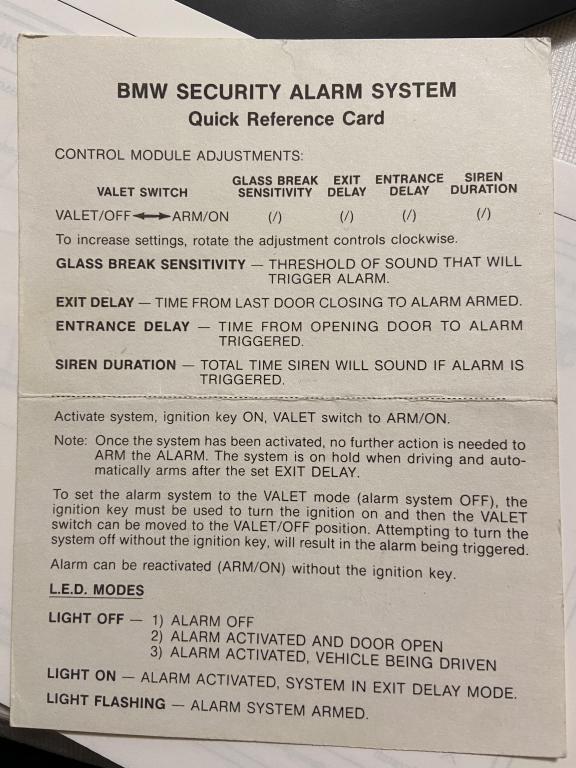 BMW SECURITY ALARM SYSTEM
Quick Reference Card
CONTROL MODULE ADJUSTMENTS:
VALET SWITCH GLASS BREAK SENSITIVITY EXIT DELAY ENTRANCE DELAY SIREN DURATION
VALET/OFF ◄─► ARM/ON (/) (/) (/) (/)
To increase settings, rotate the adjustment controls clockwise.
GLASS BREAK SENSITIVITY — THRESHOLD OF SOUND THAT WILL
TRIGGER ALARM.
EXIT DELAY — TIME FROM LAST DOOR CLOSING TO ALARM ARMED.
ENTRANCE DELAY — TIME FROM OPENING DOOR TO ALARM
TRIGGERED.
SIREN DURATION — TOTAL TIME SIREN WILL SOUND IF ALARM IS
TRIGGERED.
Activate system, ignition key ON, VALET switch to ARM/ON.
Note: Once the system has been activated, no further action is needed to
ARM the ALARM. The system is on hold when driving and auto-
matically arms after the set EXIT DELAY.
To set the alarm system to the VALET mode (alarm system OFF), the
ignition key must be used to turn the ignition on and then the VALET
switch can be moved to the VALET/OFF position. Attempting to turn the
system off without the ignition key, will result in the alarm being triggered.
Alarm can be reactivated (ARM/ON) without the ignition key.
L.E.D. MODES
LIGHT OFF — 1) ALARM OFF
2) ALARM ACTIVATED AND DOOR OPEN
3) ALARM ACTIVATED, VEHICLE BEING DRIVEN
LIGHT ON — ALARM ACTIVATED, SYSTEM IN EXIT DELAY MODE.
LIGHT FLASHING — ALARM SYSTEM ARMED.